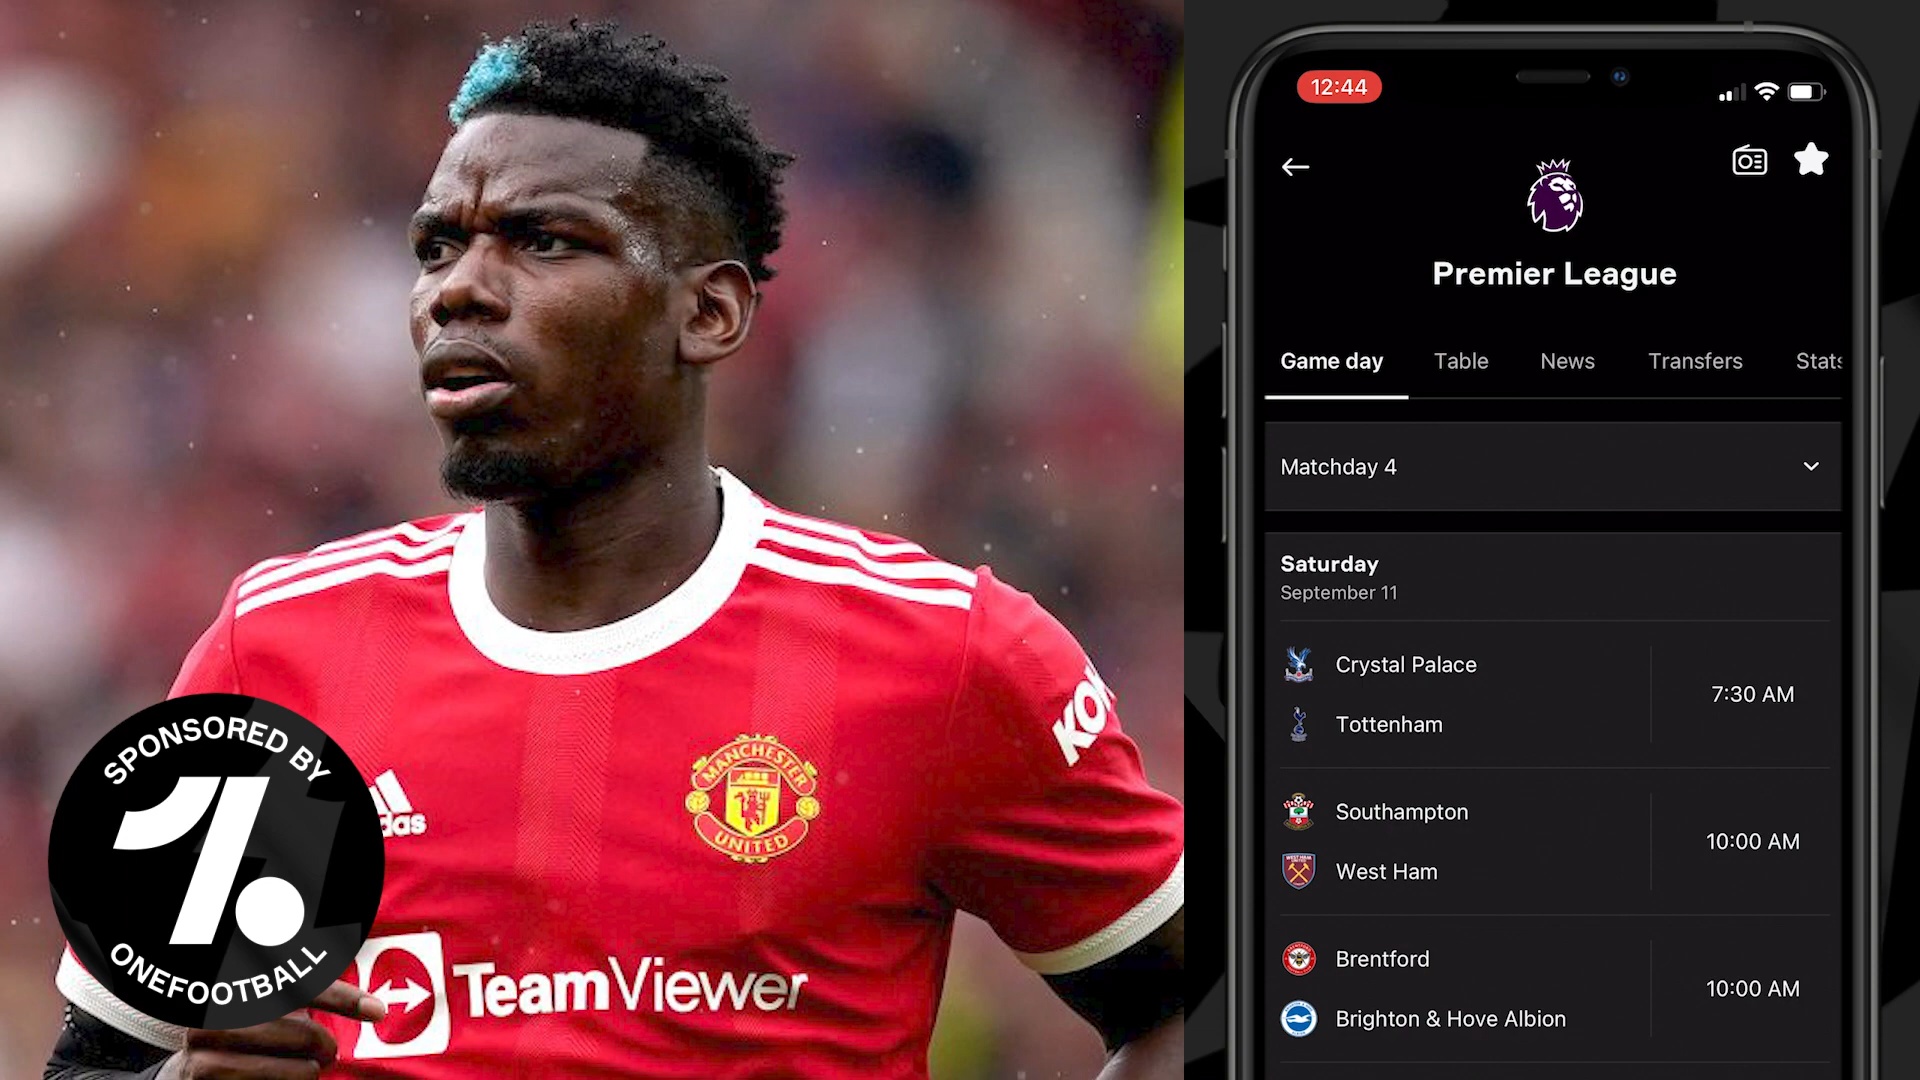 SPONSORED BY
ONEFOOTBALL
das
MANCHESTER
UNITED
KO
TeamViewer
12:44
Premier League
Game day Table News Transfers Stats
Matchday 4
Saturday
September 11
Crystal Palace
7:30 AM
Tottenham
Southampton
10:00 AM
West Ham
Brentford
10:00 AM
Brighton & Hove Albion